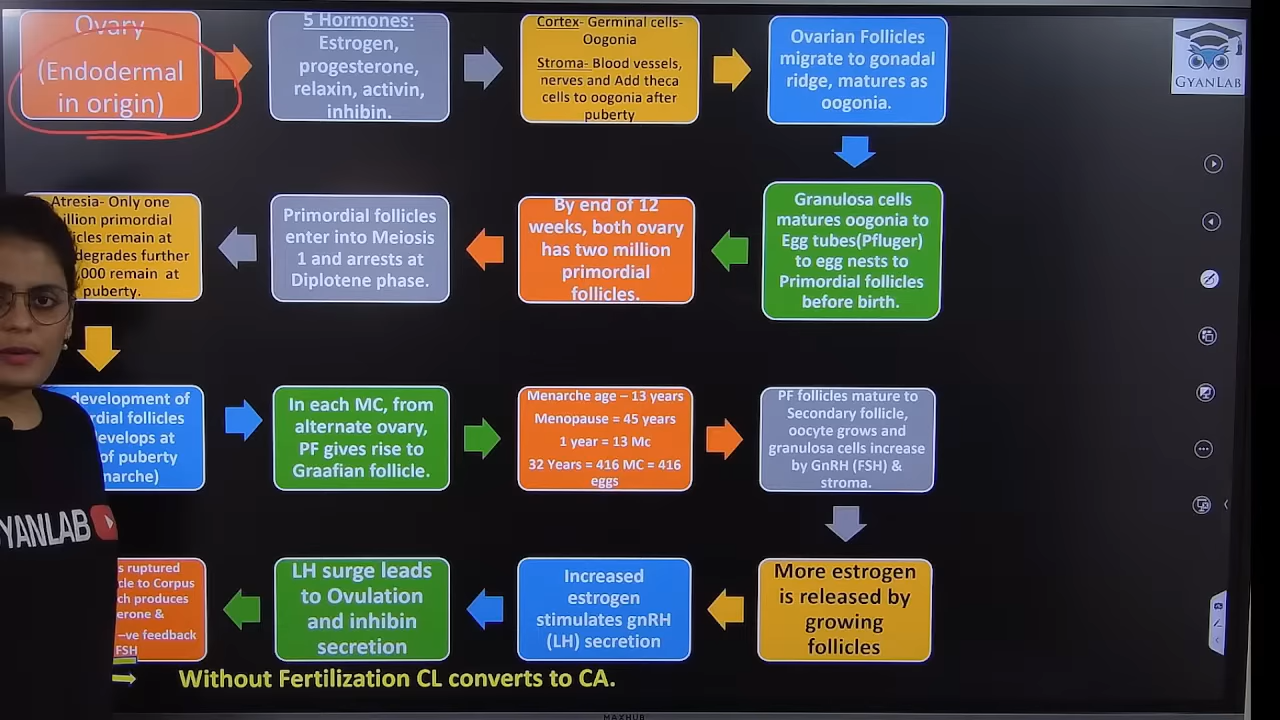 Ovary
(Endodermal
in origin)
5 Hormones:
Estrogen,
progesterone,
relaxin, activin,
inhibin.
Cortex- Germinal cells-
Oogonia
Stroma- Blood vessels,
nerves and Add theca
cells to oogonia after
puberty
Ovarian Follicles
migrate to gonadal
ridge, matures as
oogonia.
GYANLAB
Granulosa cells
matures oogonia to
Egg tubes(Pfluger)
to egg nests to
Primordial follicles
before birth.
By end of 12
weeks, both ovary
has two million
primordial
follicles.
Primordial follicles
enter into Meiosis
1 and arrests at
Diplotene phase.
Atresia- Only one
primordial
remain at
degrades further
,000 remain at
puberty.
development of
follicles
at
of puberty
In each MC, from
alternate ovary,
PF gives rise to
Graafian follicle.
Menarche age – 13 years
Menopause = 45 years
1 year = 13 Mc
32 Years = 416 MC = 416
eggs
PF follicles mature to
Secondary follicle,
oocyte grows and
granulosa cells increase
by GnRH (FSH) &
stroma.
More estrogen
is released by
growing
follicles
Increased
estrogen
stimulates gnRH
(LH) secretion
LH surge leads
to Ovulation
and inhibin
secretion
ruptured
to Corpus
produces
&
–ve feedback
FSH
Without Fertilization CL converts to CA.
YANLAB
MAXHUB